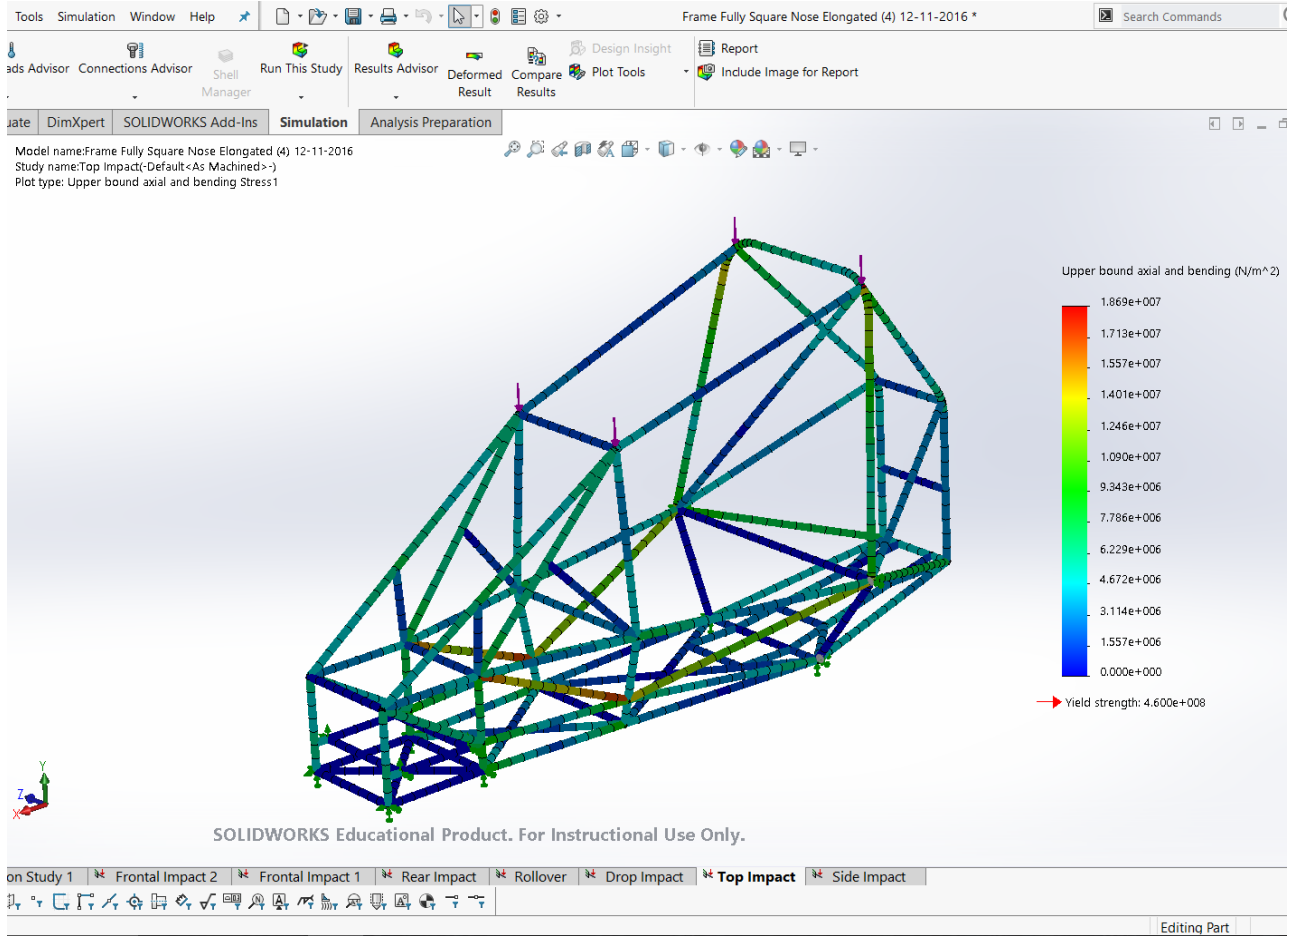 Tools Simulation Window Help
Frame Fully Square Nose Elongated (4) 12-11-2016 *
Search Commands
Advisor
Connections Advisor
Shell
Manager
Run This Study
Results Advisor
Deformed
Result
Compare
Results
Design Insight
Plot Tools
Report
Include Image for Report
DimXpert SOLIDWORKS Add-Ins Simulation Analysis Preparation
Model name:Frame Fully Square Nose Elongated (4) 12-11-2016
Study name:Top Impact(-Default<As Machined>-)
Plot type: Upper bound axial and bending Stress1
Upper bound axial and bending (N/m^2)
1.869e+007
1.713e+007
1.557e+007
1.401e+007
1.246e+007
1.090e+007
9.343e+006
7.786e+006
6.229e+006
4.672e+006
3.114e+006
1.557e+006
0.000e+000
Yield strength: 4.600e+008
Y
Z
X
SOLIDWORKS Educational Product. For Instructional Use Only.
on Study 1 Frontal Impact 2 Frontal Impact 1 Rear Impact Rollover Drop Impact Top Impact Side Impact
Editing Part